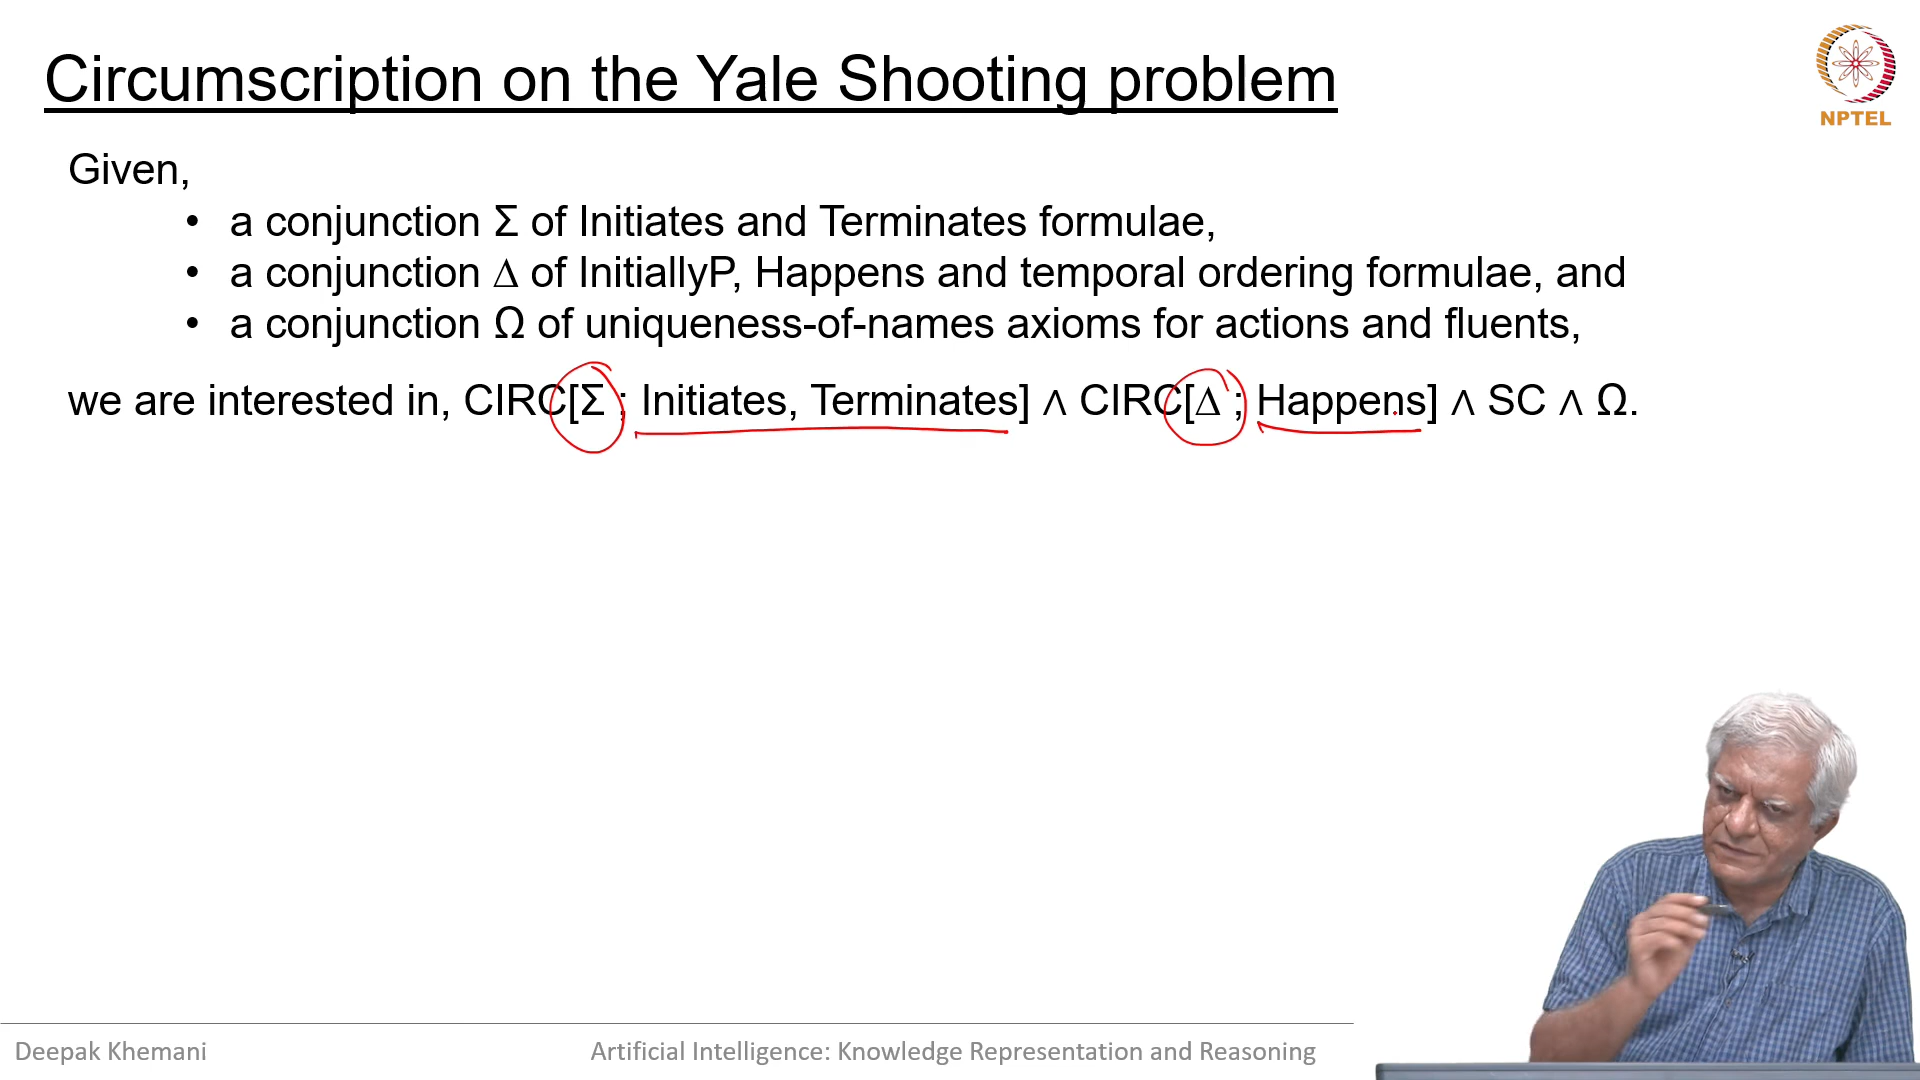 Circumscription on the Yale Shooting problem
NPTEL
Given,
• a conjunction Σ of Initiates and Terminates formulae,
• a conjunction Δ of InitiallyP, Happens and temporal ordering formulae, and
• a conjunction Ω of uniqueness-of-names axioms for actions and fluents,
we are interested in, CIRC[Σ ; Initiates, Terminates] ∧ CIRC[Δ ; Happens] ∧ SC ∧ Ω.
Deepak Khemani
Artificial Intelligence: Knowledge Representation and Reasoning